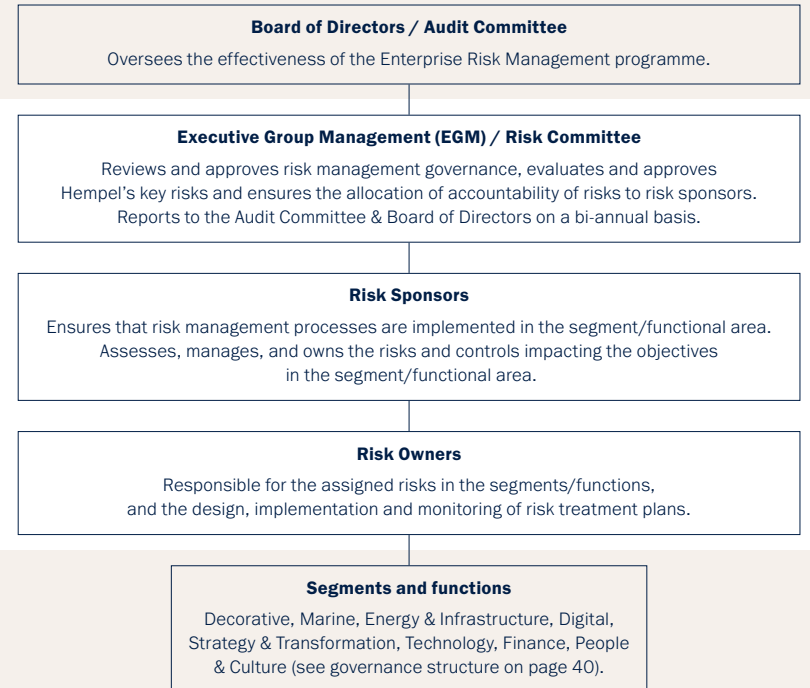 Board of Directors / Audit Committee
Oversees the effectiveness of the Enterprise Risk Management programme.
Executive Group Management (EGM) / Risk Committee
Reviews and approves risk management governance, evaluates and approves
Hempel's key risks and ensures the allocation of accountability of risks to risk sponsors.
Reports to the Audit Committee & Board of Directors on a bi-annual basis.
Risk Sponsors
Ensures that risk management processes are implemented in the segment/functional area.
Assesses, manages, and owns the risks and controls impacting the objectives
in the segment/functional area.
Risk Owners
Responsible for the assigned risks in the segments/functions,
and the design, implementation and monitoring of risk treatment plans.
Segments and functions
Decorative, Marine, Energy & Infrastructure, Digital,
Strategy & Transformation, Technology, Finance, People
& Culture (see governance structure on page 40).